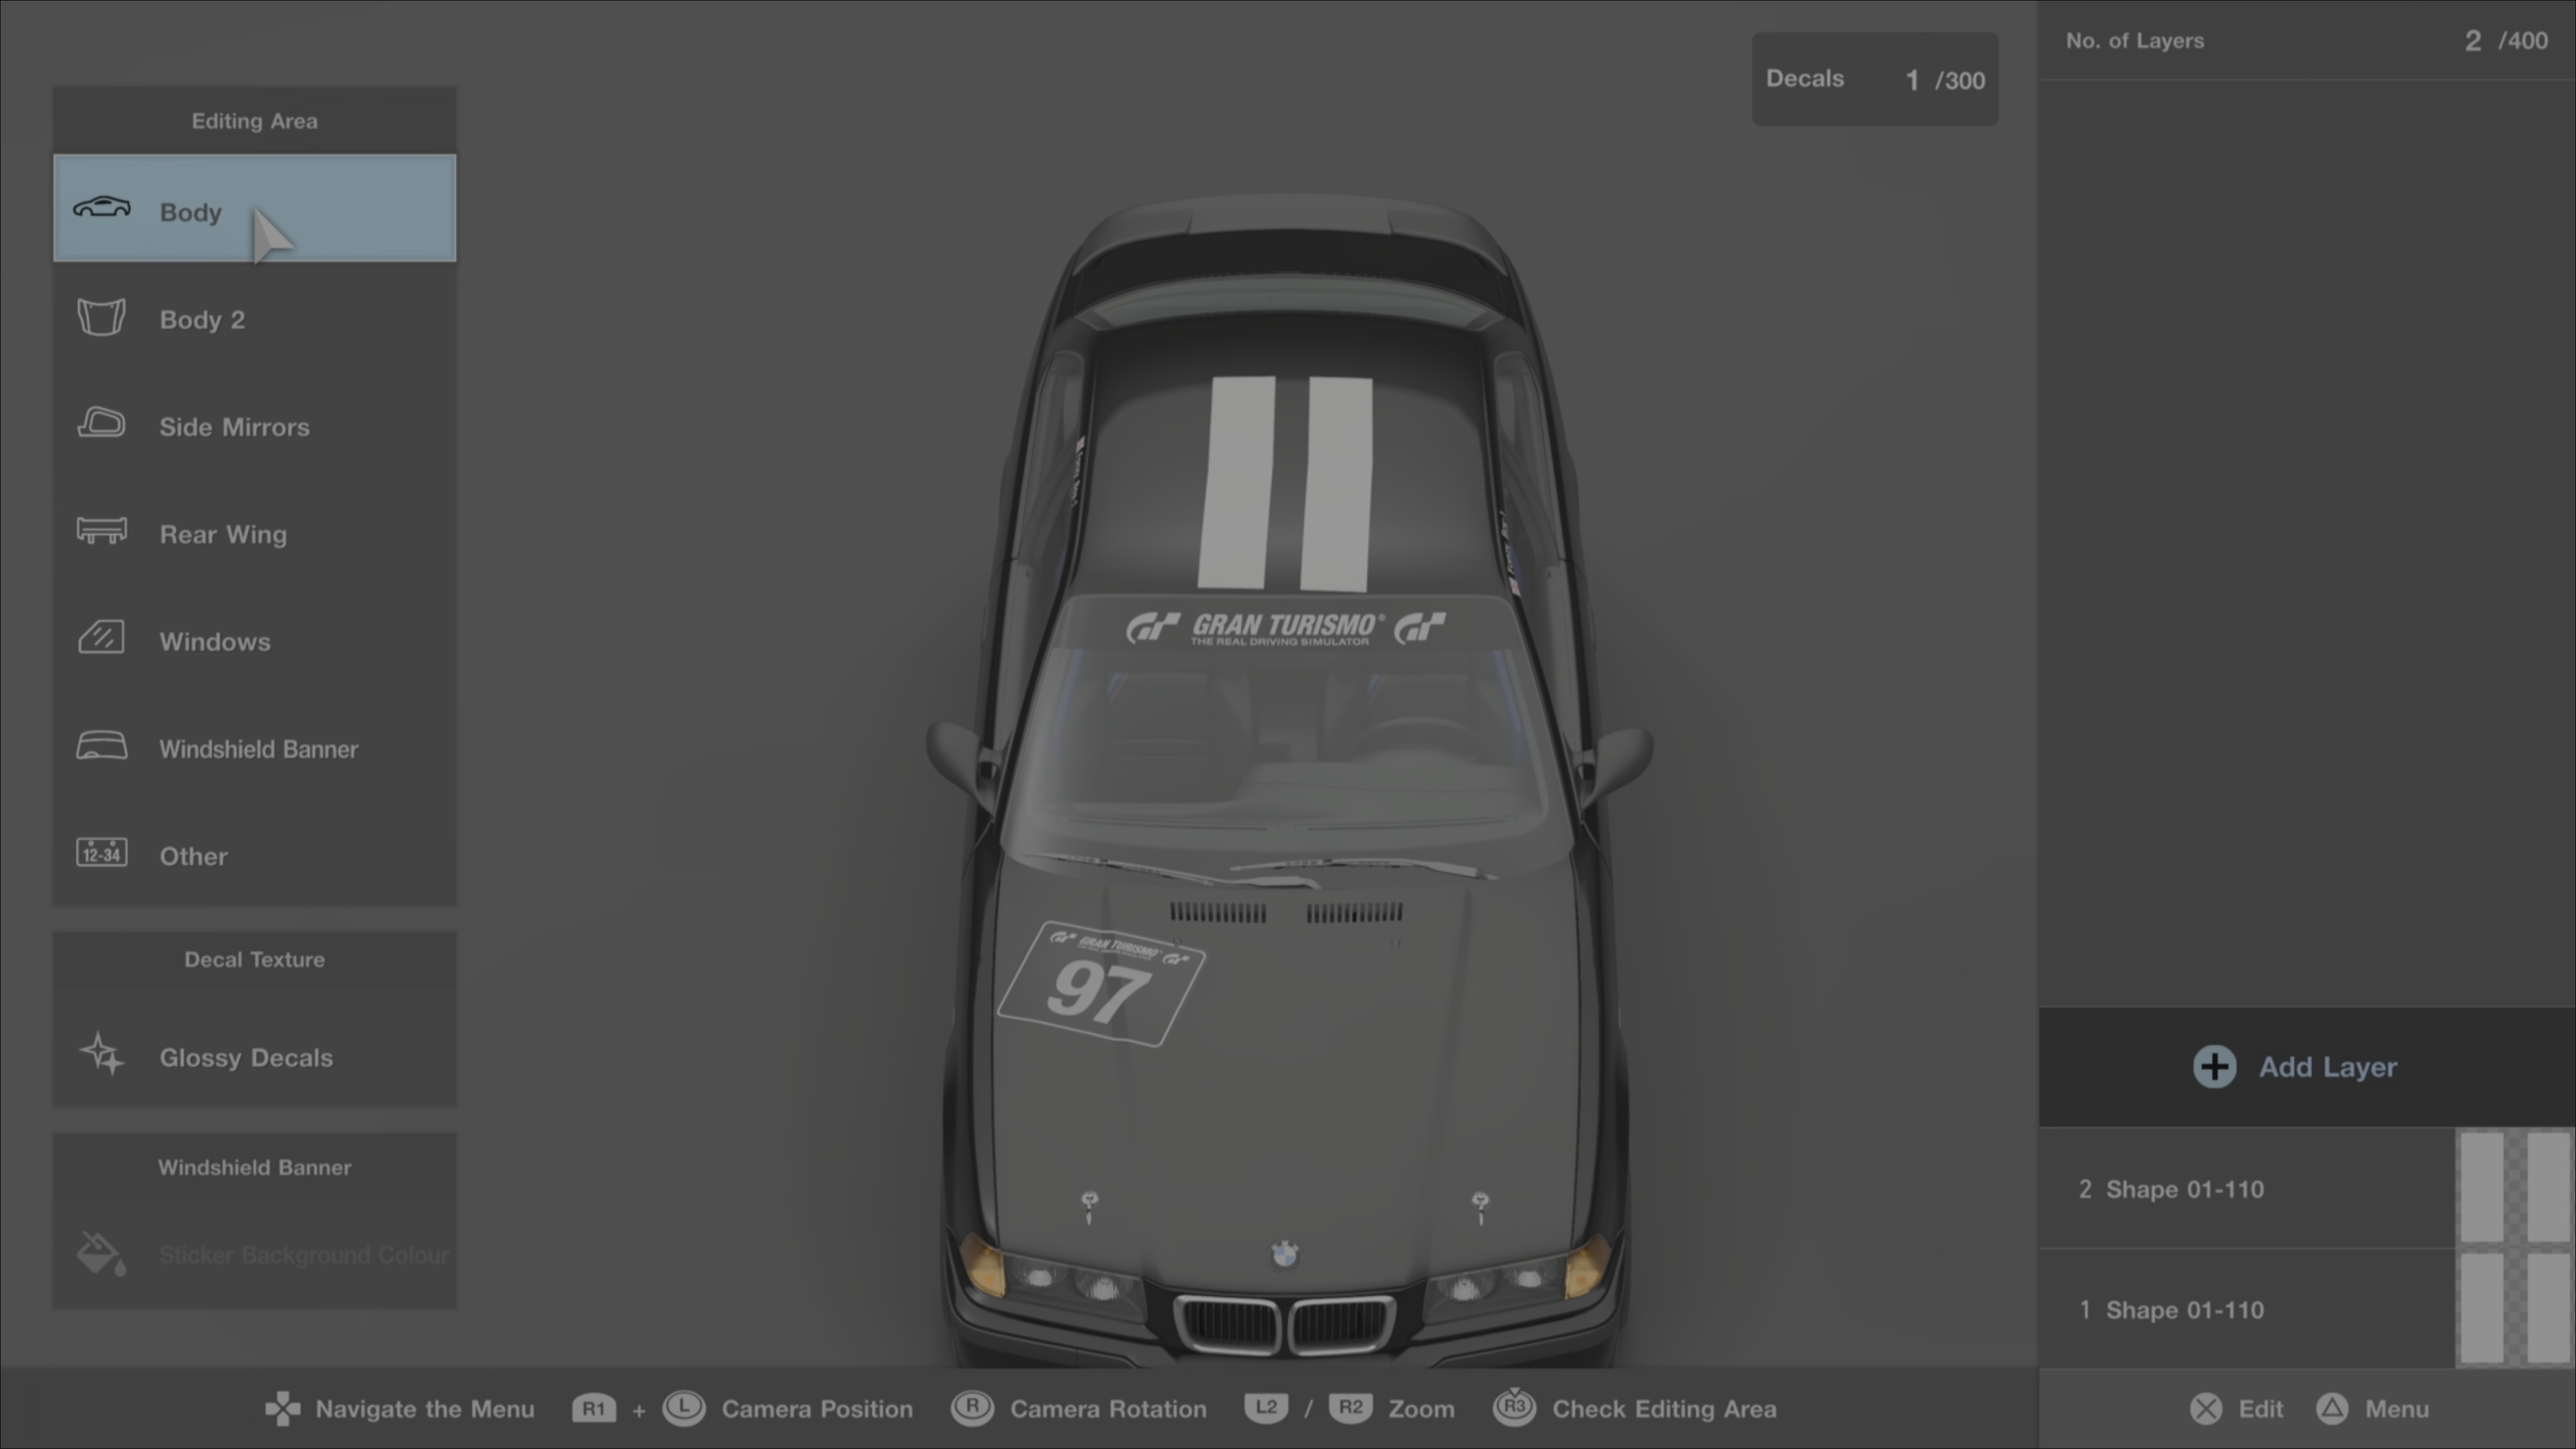 No. of Layers 2 /400
Decals 1 /300
Editing Area
Body
Body 2
Side Mirrors
Rear Wing
Windows
Windshield Banner
12-34 Other
Decal Texture
Glossy Decals
Windshield Banner
Sticker Background Colour
GRAN TURISMO®
THE REAL DRIVING SIMULATOR
GRAN TURISMO
97
Add Layer
2 Shape 01-110
1 Shape 01-110
Navigate the Menu R1 + L Camera Position R Camera Rotation L2 / R2 Zoom R3 Check Editing Area
Edit Menu